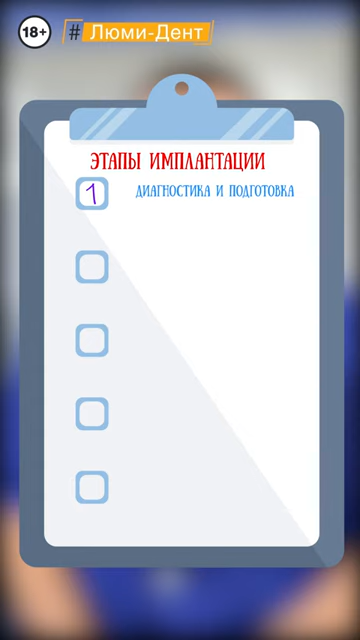 18+ # Люми-Дент
ЭТАПЫ ИМПЛАНТАЦИИ
1 ДИАГНОСТИКА И ПОДГОТОВКА